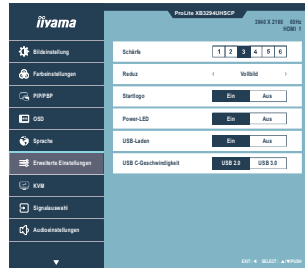 iiyama
ProLite XB3294UHSCP
3840 X 2160 60Hz
HDMI 1
Bildeinstellung
Schärfe
1 2 3 4 5 6
Farbeinstellungen
Reduz
‹ Vollbild ›
PIP/PBP
Startlogo
Ein Aus
OSD
Power-LED
Ein Aus
Sprache
USB-Laden
Ein Aus
Erweiterte Einstellungen
USB C-Geschwindigkeit
USB 2.0 USB 3.0
KVM
Signalauswahl
Audioeinstellungen
EXIT : ◄ SELECT : ▲/▼/PUSH